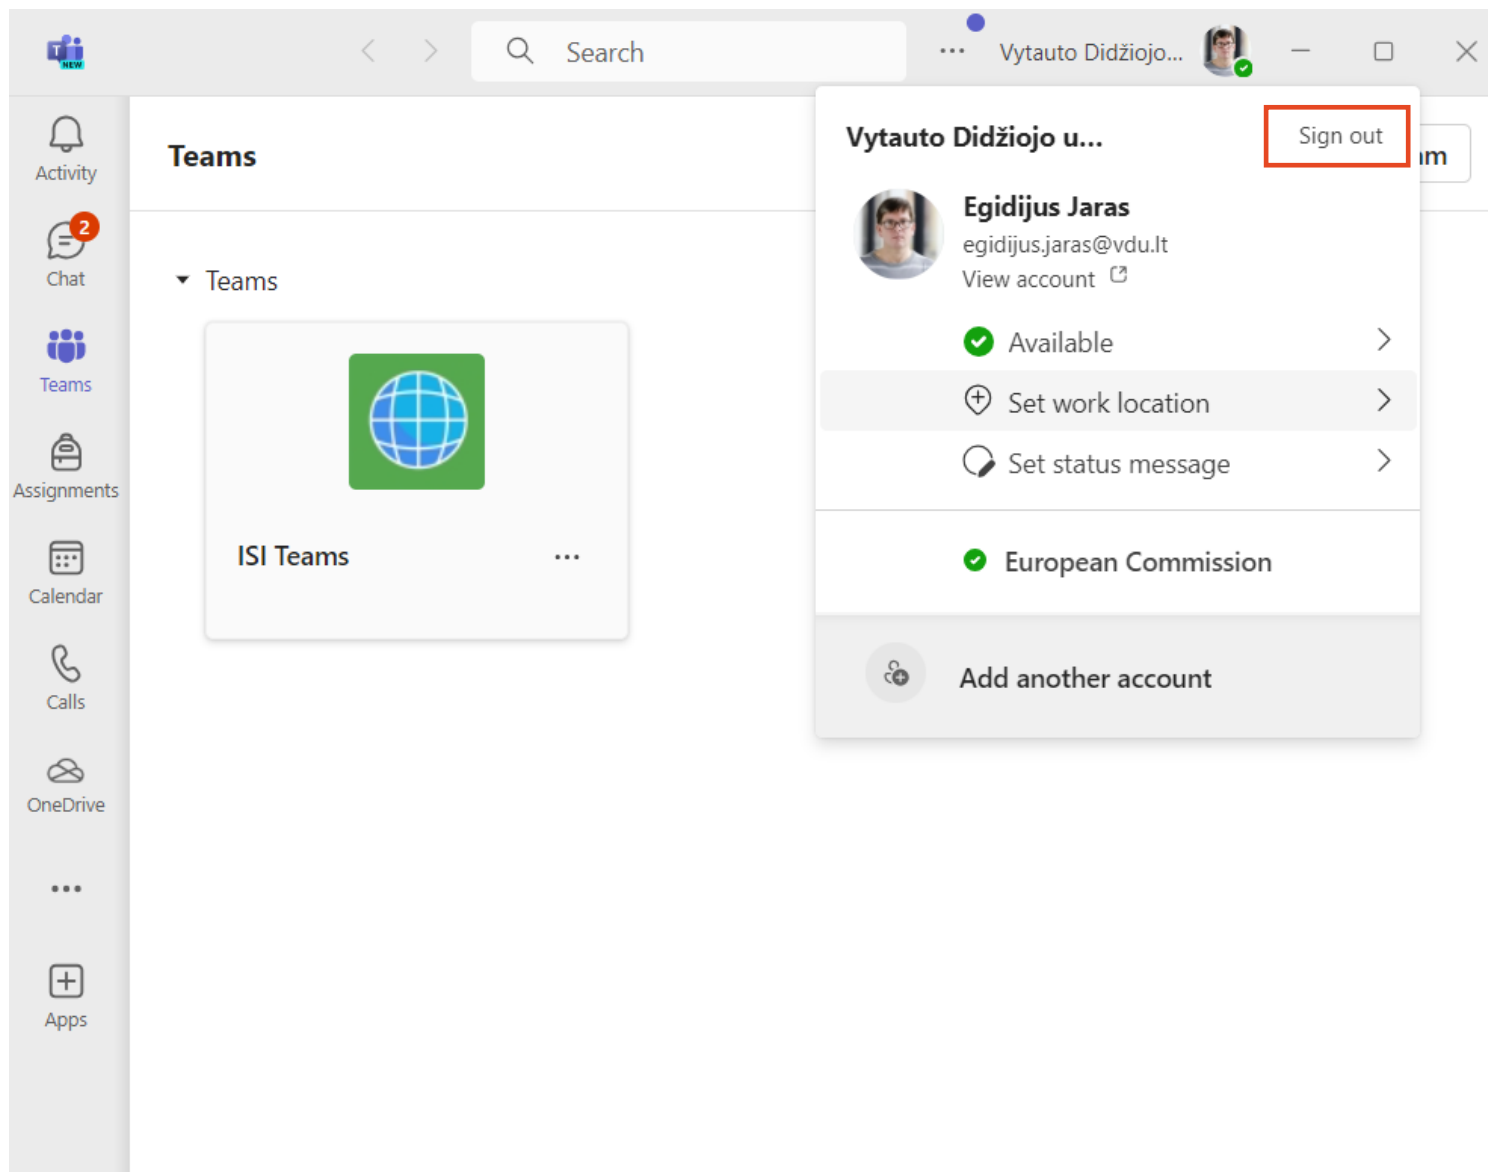 T
NEW
Search
Vytauto Didžiojo...
Activity
2
Chat
Teams
Assignments
Calendar
Calls
OneDrive
Apps
Teams
Teams
ISI Teams
Vytauto Didžiojo u...
Sign out
am
Egidijus Jaras
egidijus.jaras@vdu.lt
View account
Available
Set work location
Set status message
European Commission
Add another account